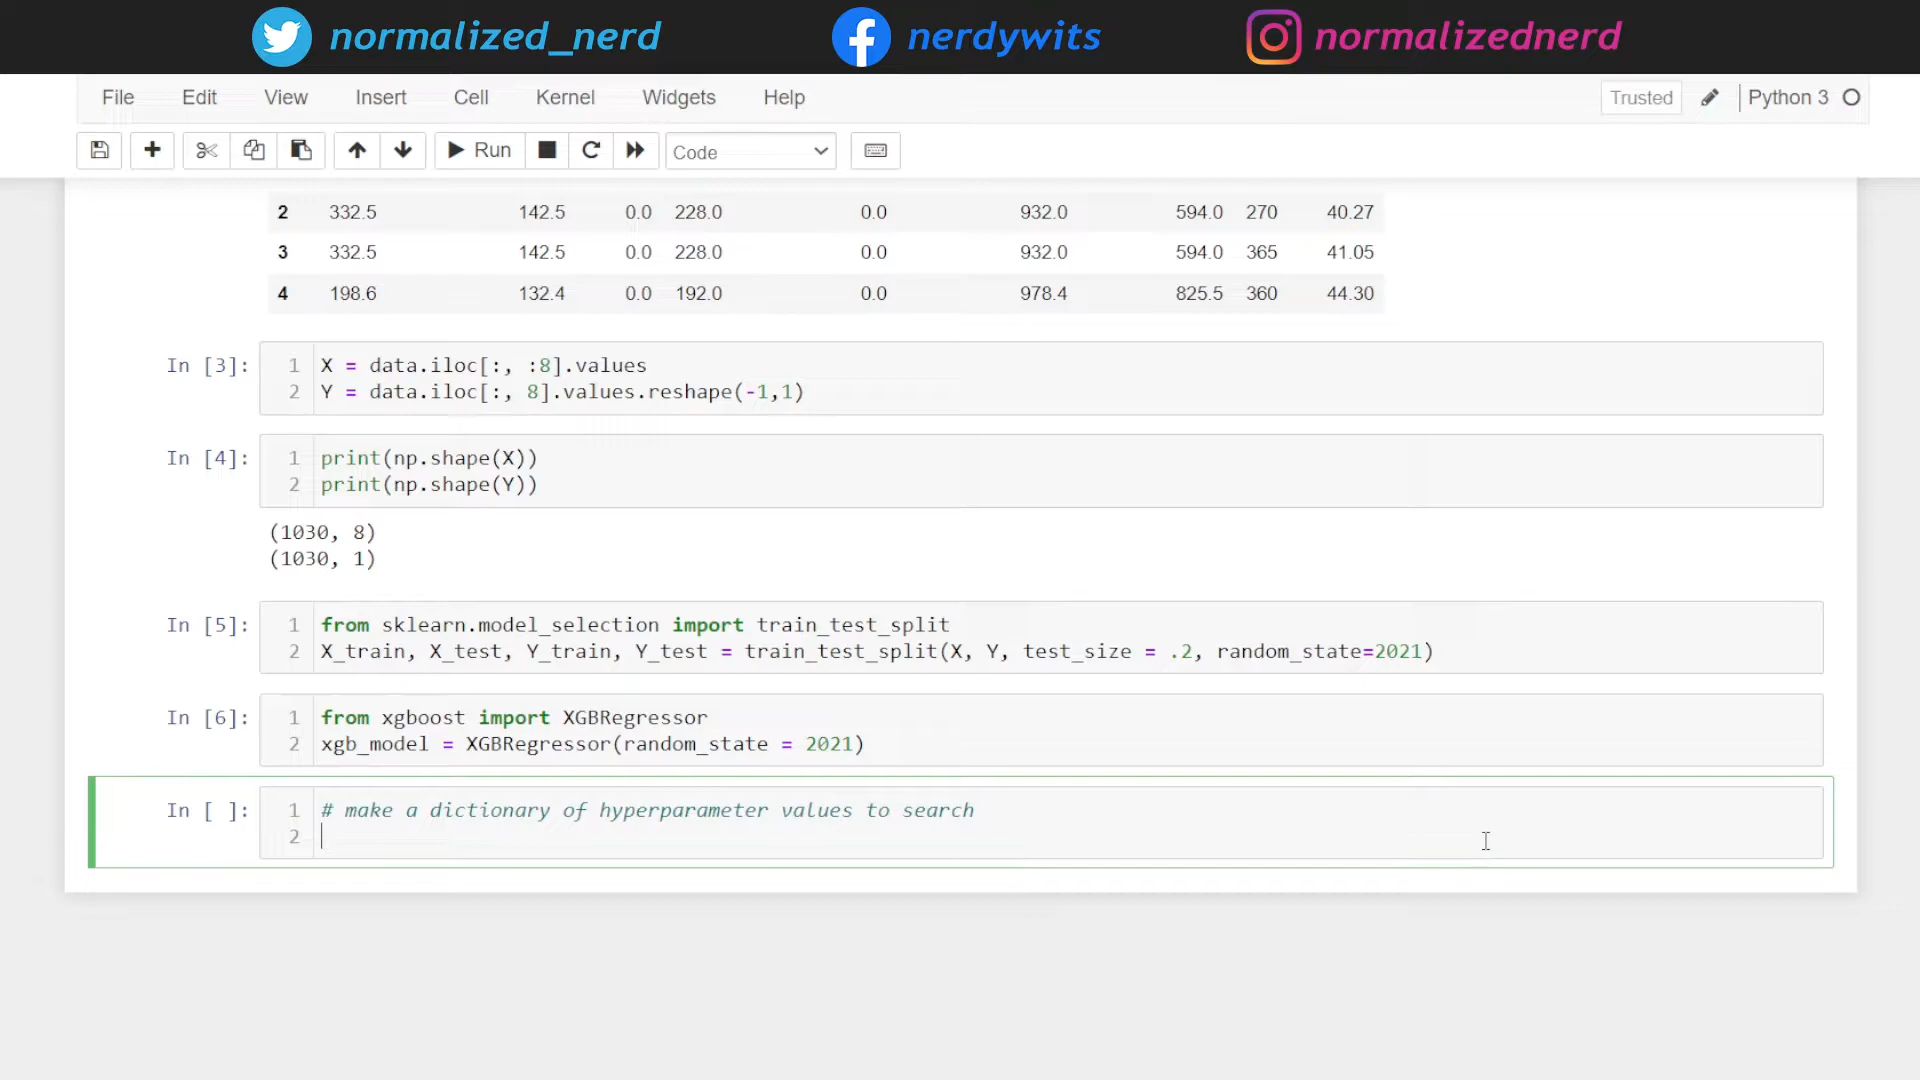 normalized_nerd nerdywits normalizednerd
File Edit View Insert Cell Kernel Widgets Help Trusted Python 3
Run Code
2 332.5 142.5 0.0 228.0 0.0 932.0 594.0 270 40.27
3 332.5 142.5 0.0 228.0 0.0 932.0 594.0 365 41.05
4 198.6 132.4 0.0 192.0 0.0 978.4 825.5 360 44.30
In [3]: 1 X = data.iloc[:, :8].values
2 Y = data.iloc[:, 8].values.reshape(-1,1)
In [4]: 1 print(np.shape(X))
2 print(np.shape(Y))
(1030, 8)
(1030, 1)
In [5]: 1 from sklearn.model_selection import train_test_split
2 X_train, X_test, Y_train, Y_test = train_test_split(X, Y, test_size = .2, random_state=2021)
In [6]: 1 from xgboost import XGBRegressor
2 xgb_model = XGBRegressor(random_state = 2021)
In [ ]: 1 # make a dictionary of hyperparameter values to search
2